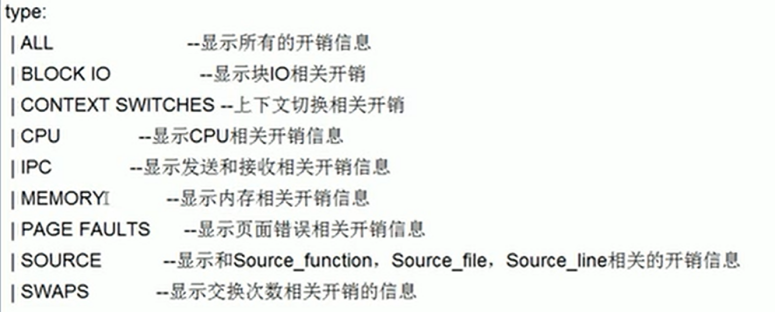 type:
| ALL --显示所有的开销信息
| BLOCK IO --显示块IO相关开销
| CONTEXT SWITCHES --上下文切换相关开销
| CPU --显示CPU相关开销信息
| IPC --显示发送和接收相关开销信息
| MEMORY --显示内存相关开销信息
| PAGE FAULTS --显示页面错误相关开销信息
| SOURCE --显示和Source_function，Source_file，Source_line相关的开销信息
| SWAPS --显示交换次数相关开销的信息